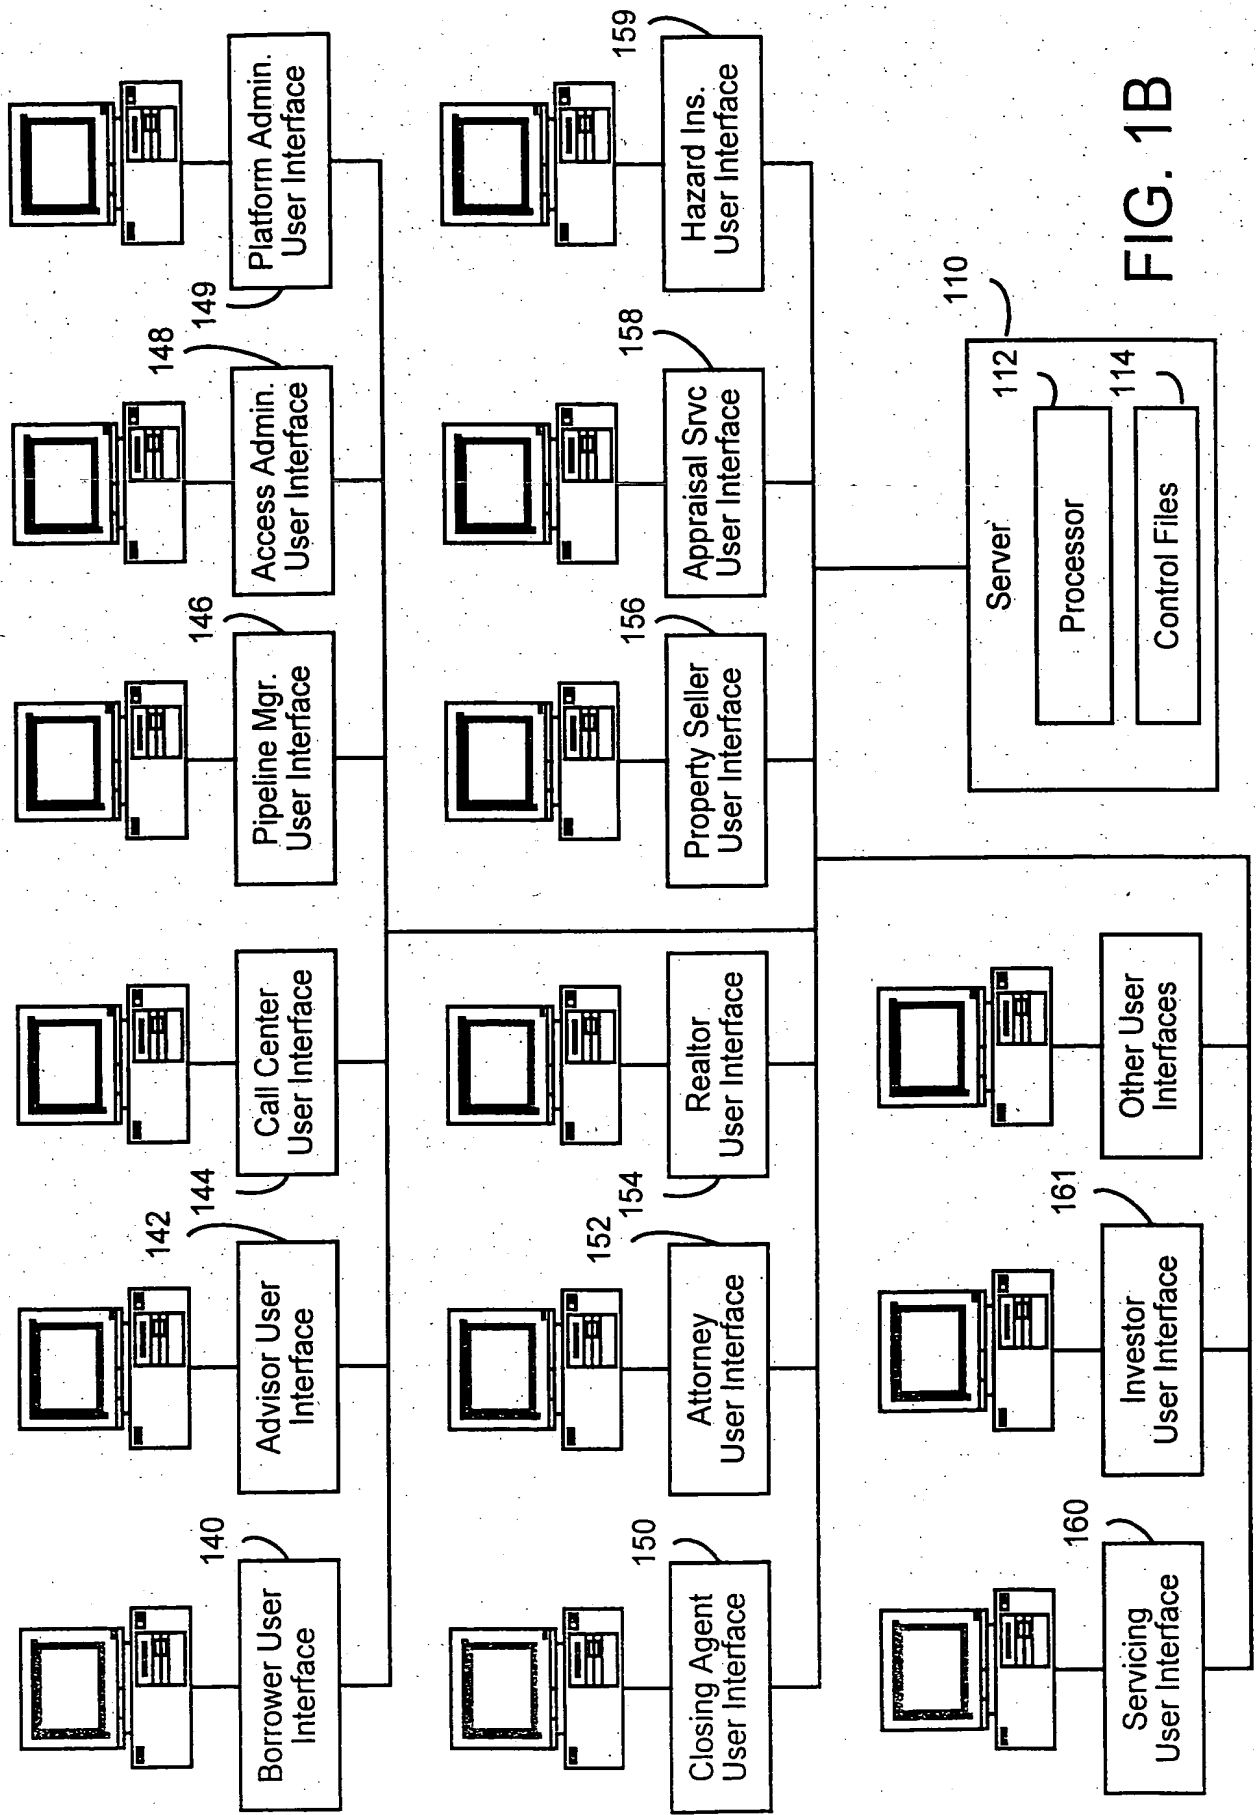 Borrower User
Interface
140
Advisor User
Interface
142
Call Center
User Interface
144
Pipeline Mgr.
User Interface
146
Access Admin.
User Interface
148
Platform Admin.
User Interface
149
Closing Agent
User Interface
150
Attorney
User Interface
152
Realtor
User Interface
154
Property Seller
User Interface
156
Appraisal Srvc
User Interface
158
Hazard Ins.
User Interface
159
Servicing
User Interface
160
Investor
User Interface
161
Other User
Interfaces
Server
110
Processor
112
Control Files
114
FIG. 1B